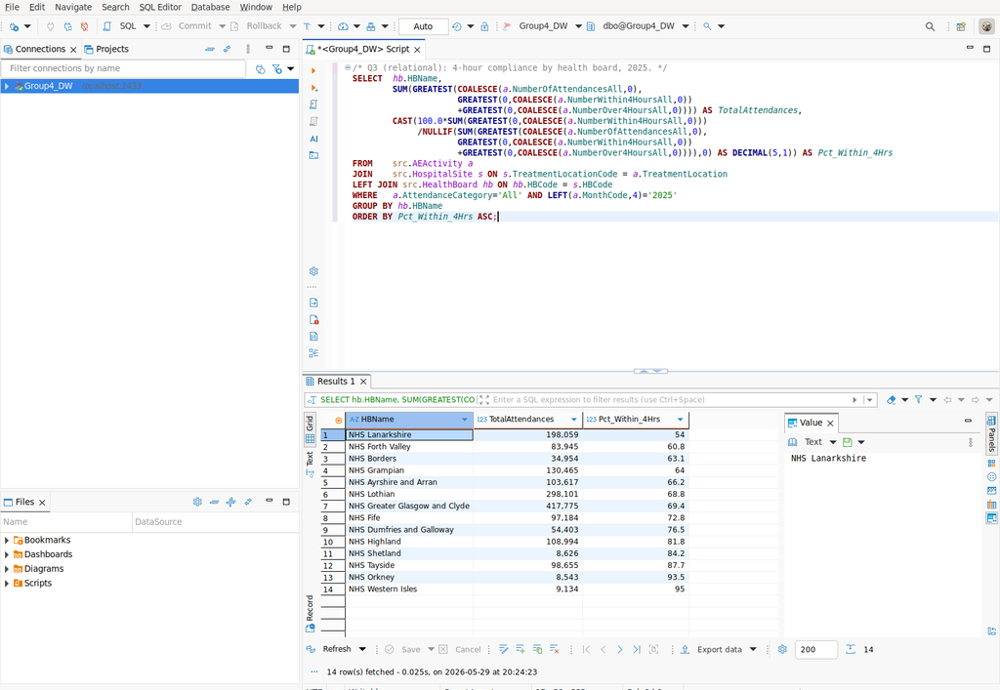 File Edit Navigate Search SQL Editor Database Window Help
SQL Commit Rollback T Auto Group4_DW dbo@Group4_DW
Connections Projects
Filter connections by name
Group4_DW localhost:2433
Files
Name DataSource
Bookmarks
Dashboards
Diagrams
Scripts
*<Group4_DW> Script
/* Q3 (relational): 4-hour compliance by health board, 2025. */
SELECT hb.HBName,
SUM(GREATEST(COALESCE(a.NumberOfAttendancesAll,0),
GREATEST(0,COALESCE(a.NumberWithin4HoursAll,0))
+GREATEST(0,COALESCE(a.NumberOver4HoursAll,0)))) AS TotalAttendances,
CAST(100.0*SUM(GREATEST(0,COALESCE(a.NumberWithin4HoursAll,0)))
/NULLIF(SUM(GREATEST(COALESCE(a.NumberOfAttendancesAll,0),
GREATEST(0,COALESCE(a.NumberWithin4HoursAll,0))
+GREATEST(0,COALESCE(a.NumberOver4HoursAll,0)))),0) AS DECIMAL(5,1)) AS Pct_Within_4Hrs
FROM src.AEActivity a
JOIN src.HospitalSite s ON s.TreatmentLocationCode = a.TreatmentLocation
LEFT JOIN src.HealthBoard hb ON hb.HBCode = s.HBCode
WHERE a.AttendanceCategory='All' AND LEFT(a.MonthCode,4)='2025'
GROUP BY hb.HBName
ORDER BY Pct_Within_4Hrs ASC;
AI
Results 1
SELECT hb.HBName, SUM(GREATEST(CO Enter a SQL expression to filter results (use Ctrl+Space)
Grid
Text
Record
AZ HBName 123 TotalAttendances 123 Pct_Within_4Hrs
1 NHS Lanarkshire 198,059 54
2 NHS Forth Valley 83,945 60.8
3 NHS Borders 34,954 63.1
4 NHS Grampian 130,465 64
5 NHS Ayrshire and Arran 103,617 66.2
6 NHS Lothian 298,101 68.8
7 NHS Greater Glasgow and Clyde 417,775 69.4
8 NHS Fife 97,184 72.8
9 NHS Dumfries and Galloway 54,403 76.5
10 NHS Highland 108,994 81.8
11 NHS Shetland 8,626 84.2
12 NHS Tayside 98,655 87.7
13 NHS Orkney 8,543 93.5
14 NHS Western Isles 9,134 95
Value
Text
NHS Lanarkshire
Panels
Refresh Save Cancel Export data 200 14
14 row(s) fetched - 0.025s, on 2026-05-29 at 20:24:23